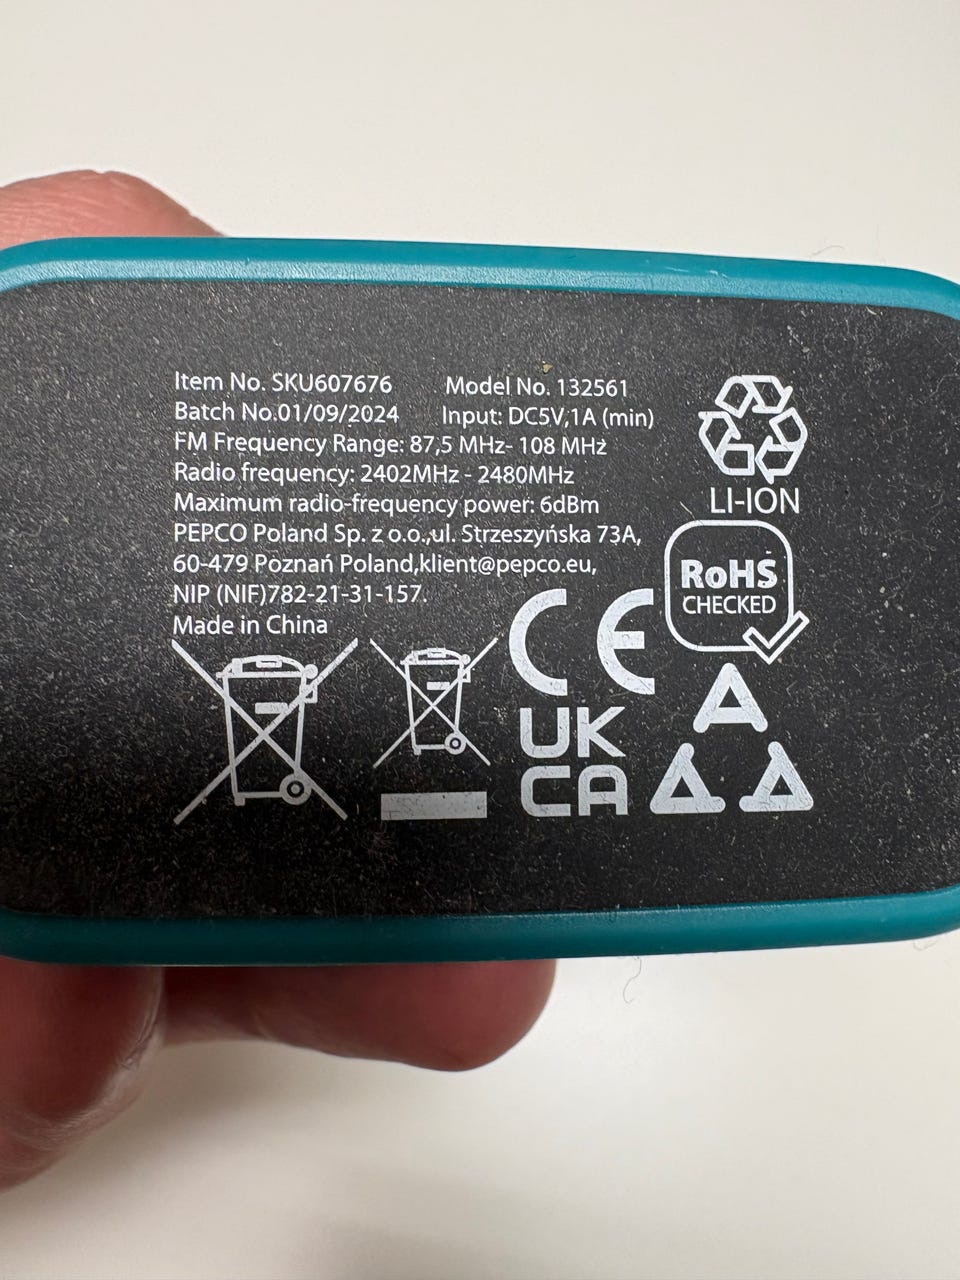 Item No. SKU607676 Model No. 132561
Batch No.01/09/2024 Input: DC5V,1A (min)
FM Frequency Range: 87,5 MHz- 108 MHz
Radio frequency: 2402MHz - 2480MHz
Maximum radio-frequency power: 6dBm
PEPCO Poland Sp. z o.o.,ul. Strzeszyńska 73A,
60-479 Poznań Poland,klient@pepco.eu,
NIP (NIF)782-21-31-157.
Made in China
LI-ION
RoHS
CHECKED
CE
UK
CA